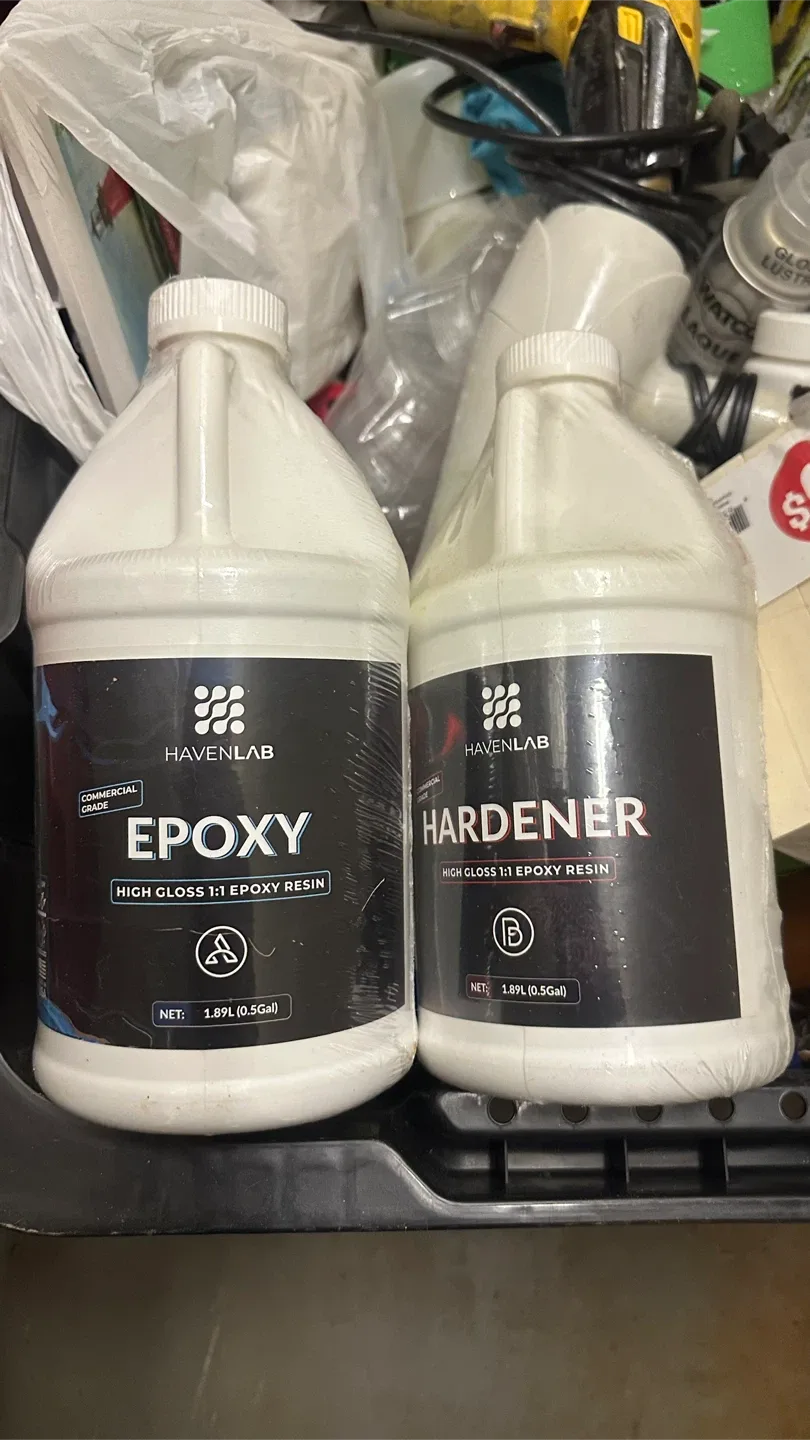 HAVENLAB
COMMERCIAL
GRADE
EPOXY
HIGH GLOSS 1:1 EPOXY RESIN
A
NET: 1.89L (0.5Gal)
HAVENLAB
COMMERCIAL
GRADE
HARDENER
HIGH GLOSS 1:1 EPOXY RESIN
B
NET: 1.89L (0.5Gal)
WATCO
$